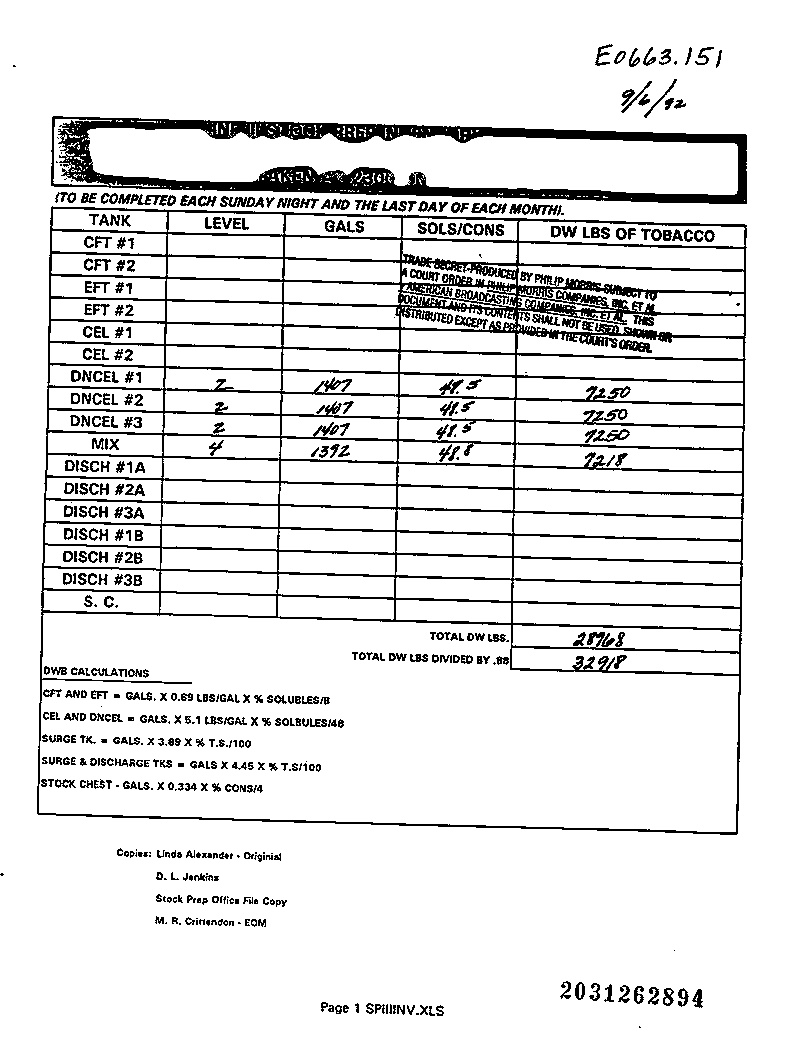 E0663.151
9/6/92
(TO BE COMPLETED EACH SUNDAY NIGHT AND THE LAST DAY OF EACH MONTH).
TANK LEVEL GALS SOLS/CONS DW LBS OF TOBACCO
CFT #1
CFT #2
EFT #1
EFT #2
CEL #1
CEL #2
TRADE SECRET-PRODUCED BY PHILIP MORRIS SUBJECT TO
A COURT ORDER IN PHILIP MORRIS COMPANIES, INC. ET AL.
AMERICAN BROADCASTING COMPANIES, INC. ET AL. THIS
DOCUMENT AND ITS CONTENTS SHALL NOT BE USED, SHOWN OR
DISTRIBUTED EXCEPT AS PROVIDED IN THE COURT'S ORDER.
DNCEL #1 2 1407 48.5 7250
DNCEL #2 2 1407 48.5 7250
DNCEL #3 2 1407 48.5 7250
MIX 4 1392 48.8 7218
DISCH #1A
DISCH #2A
DISCH #3A
DISCH #1B
DISCH #2B
DISCH #3B
S. C.
TOTAL DW LBS. 28968
TOTAL DW LBS DIVIDED BY .88 32918
DWB CALCULATIONS
CFT AND EFT = GALS. X 0.69 LBS/GAL X % SOLUBLES/8
CEL AND DNCEL = GALS. X 5.1 LBS/GAL X % SOLBULES/48
SURGE TK. = GALS. X 3.89 X % T.S./100
SURGE & DISCHARGE TKS = GALS X 4.45 X % T.S/100
STOCK CHEST - GALS. X 0.334 X % CONS/4
Copies: Linda Alexander - Originial
D. L. Jenkins
Stock Prep Office File Copy
M. R. Crittendon - EOM
2031262894
Page 1 SPIIIINV.XLS